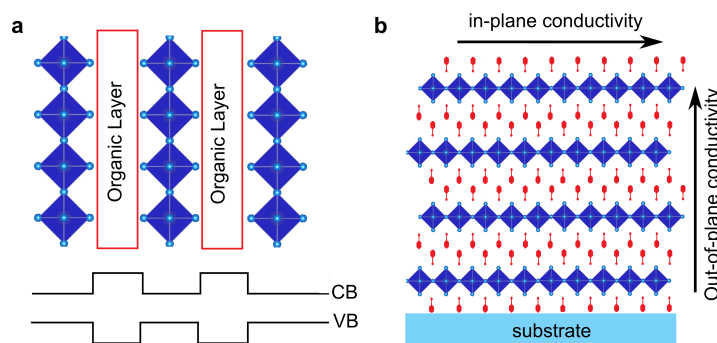 a
Organic Layer
Organic Layer
CB
VB
b
in-plane conductivity
Out-of-plane conductivity
substrate